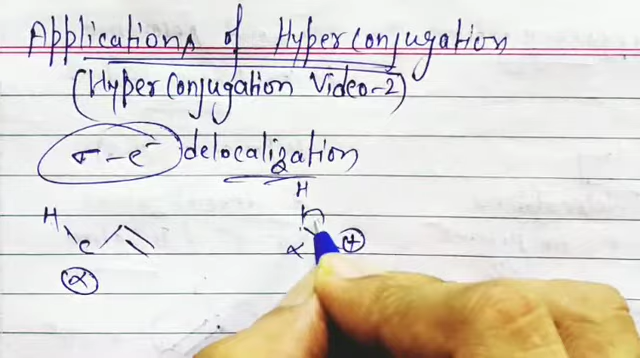 Applications of Hyperconjugation
(Hyperconjugation Video-2)
σ-e⁻ delocalization
H H
C α +
α